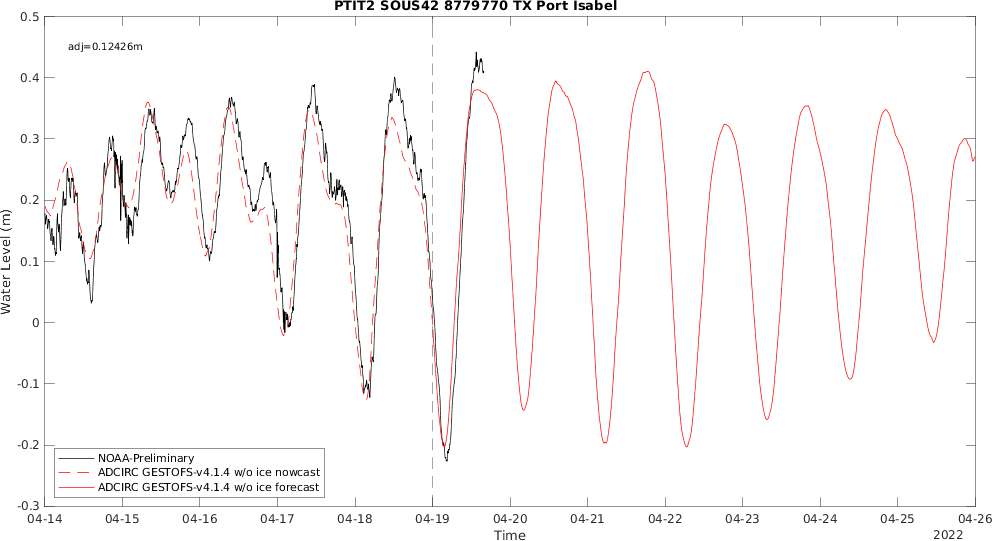 PTIT2 SOUS42 8779770 TX Port Isabel
adj=0.12426m
0.5
0.4
0.3
0.2
0.1
0
-0.1
-0.2
-0.3
Water Level (m)
NOAA-Preliminary
ADCIRC GESTOFS-v4.1.4 w/o ice nowcast
ADCIRC GESTOFS-v4.1.4 w/o ice forecast
04-14 04-15 04-16 04-17 04-18 04-19 04-20 04-21 04-22 04-23 04-24 04-25 04-26
Time
2022